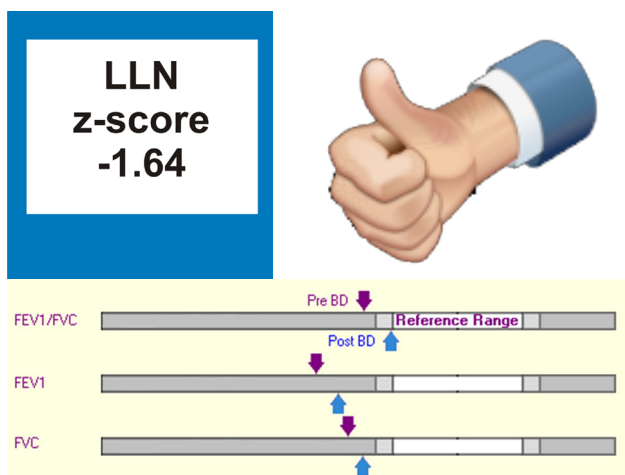 LLN
z-score
-1.64
Pre BD
FEV1/FVC
Reference Range
Post BD
FEV1
FVC